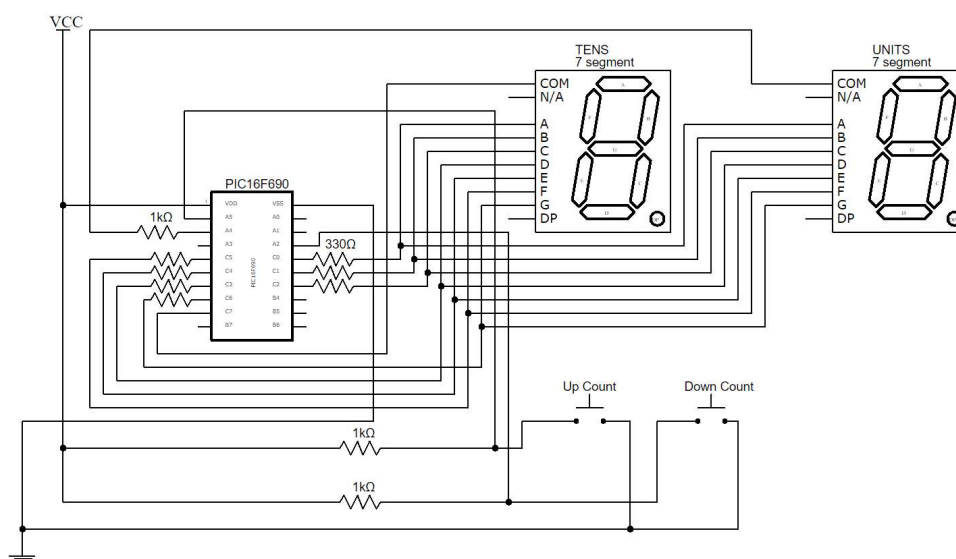 VCC
TENS
7 segment
UNITS
7 segment
COM
N/A
A
B
C
D
E
F
G
DP
COM
N/A
A
B
C
D
E
F
G
DP
PIC16F690
1
VDD
VSS
A5
A0
A4
A1
A3
A2
C5
C0
C4
C1
C3
C2
C6
B4
C7
B5
B7
B6
PIC16F690
1kΩ
330Ω
Up Count
Down Count
1kΩ
1kΩ